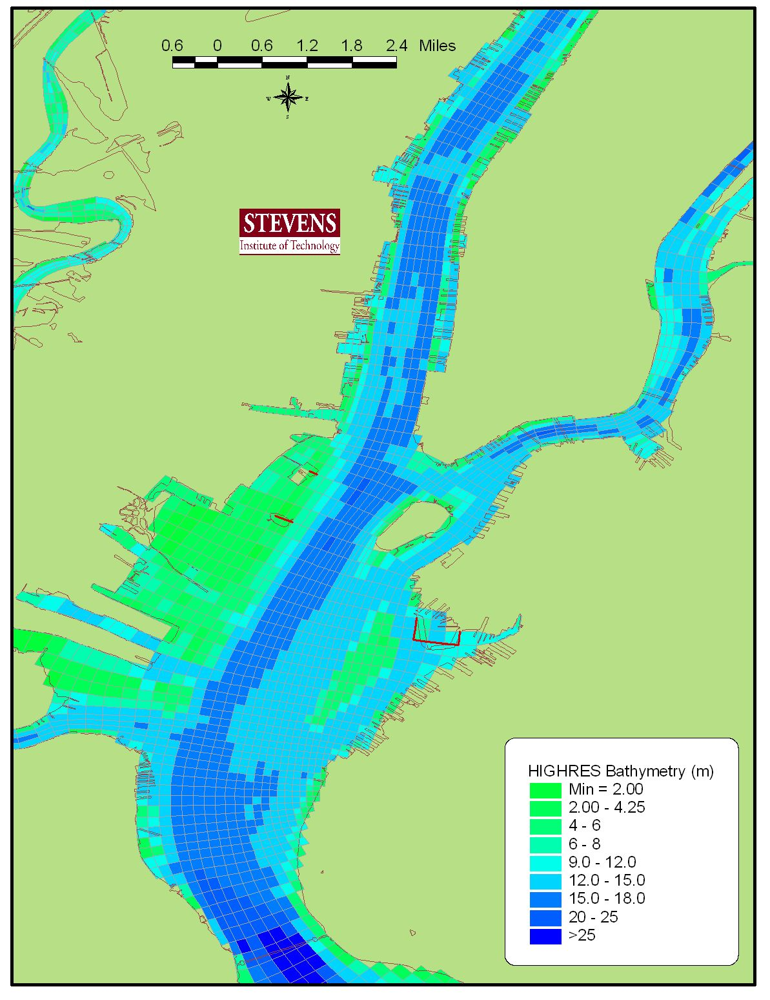 0.6 0 0.6 1.2 1.8 2.4 Miles
N
W E
S
STEVENS
Institute of Technology
HIGHRES Bathymetry (m)
Min = 2.00
2.00 - 4.25
4 - 6
6 - 8
9.0 - 12.0
12.0 - 15.0
15.0 - 18.0
20 - 25
>25